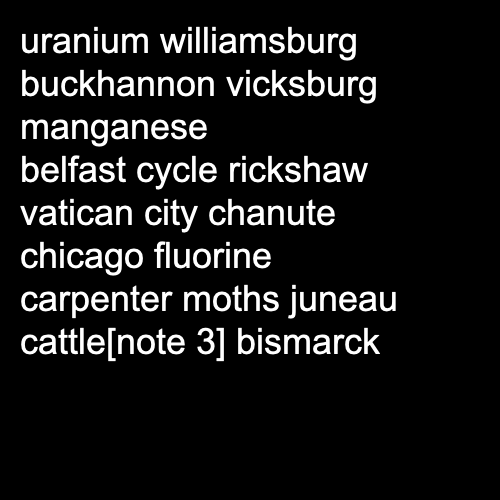 uranium williamsburg
buckhannon vicksburg
manganese
belfast cycle rickshaw
vatican city chanute
chicago fluorine
carpenter moths juneau
cattle[note 3] bismarck